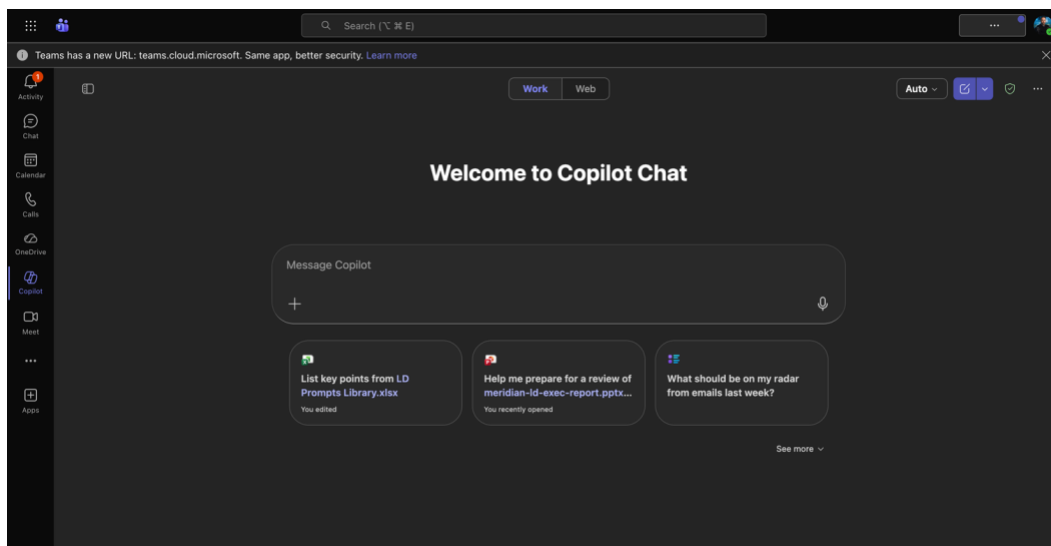 Search (⌥ ⌘ E)
Teams has a new URL: teams.cloud.microsoft. Same app, better security. Learn more
Activity
1
Chat
Calendar
Calls
OneDrive
Copilot
Meet
Apps
Work Web
Auto
Welcome to Copilot Chat
Message Copilot
List key points from LD
Prompts Library.xlsx
You edited
Help me prepare for a review of
meridian-ld-exec-report.pptx...
You recently opened
What should be on my radar
from emails last week?
See more